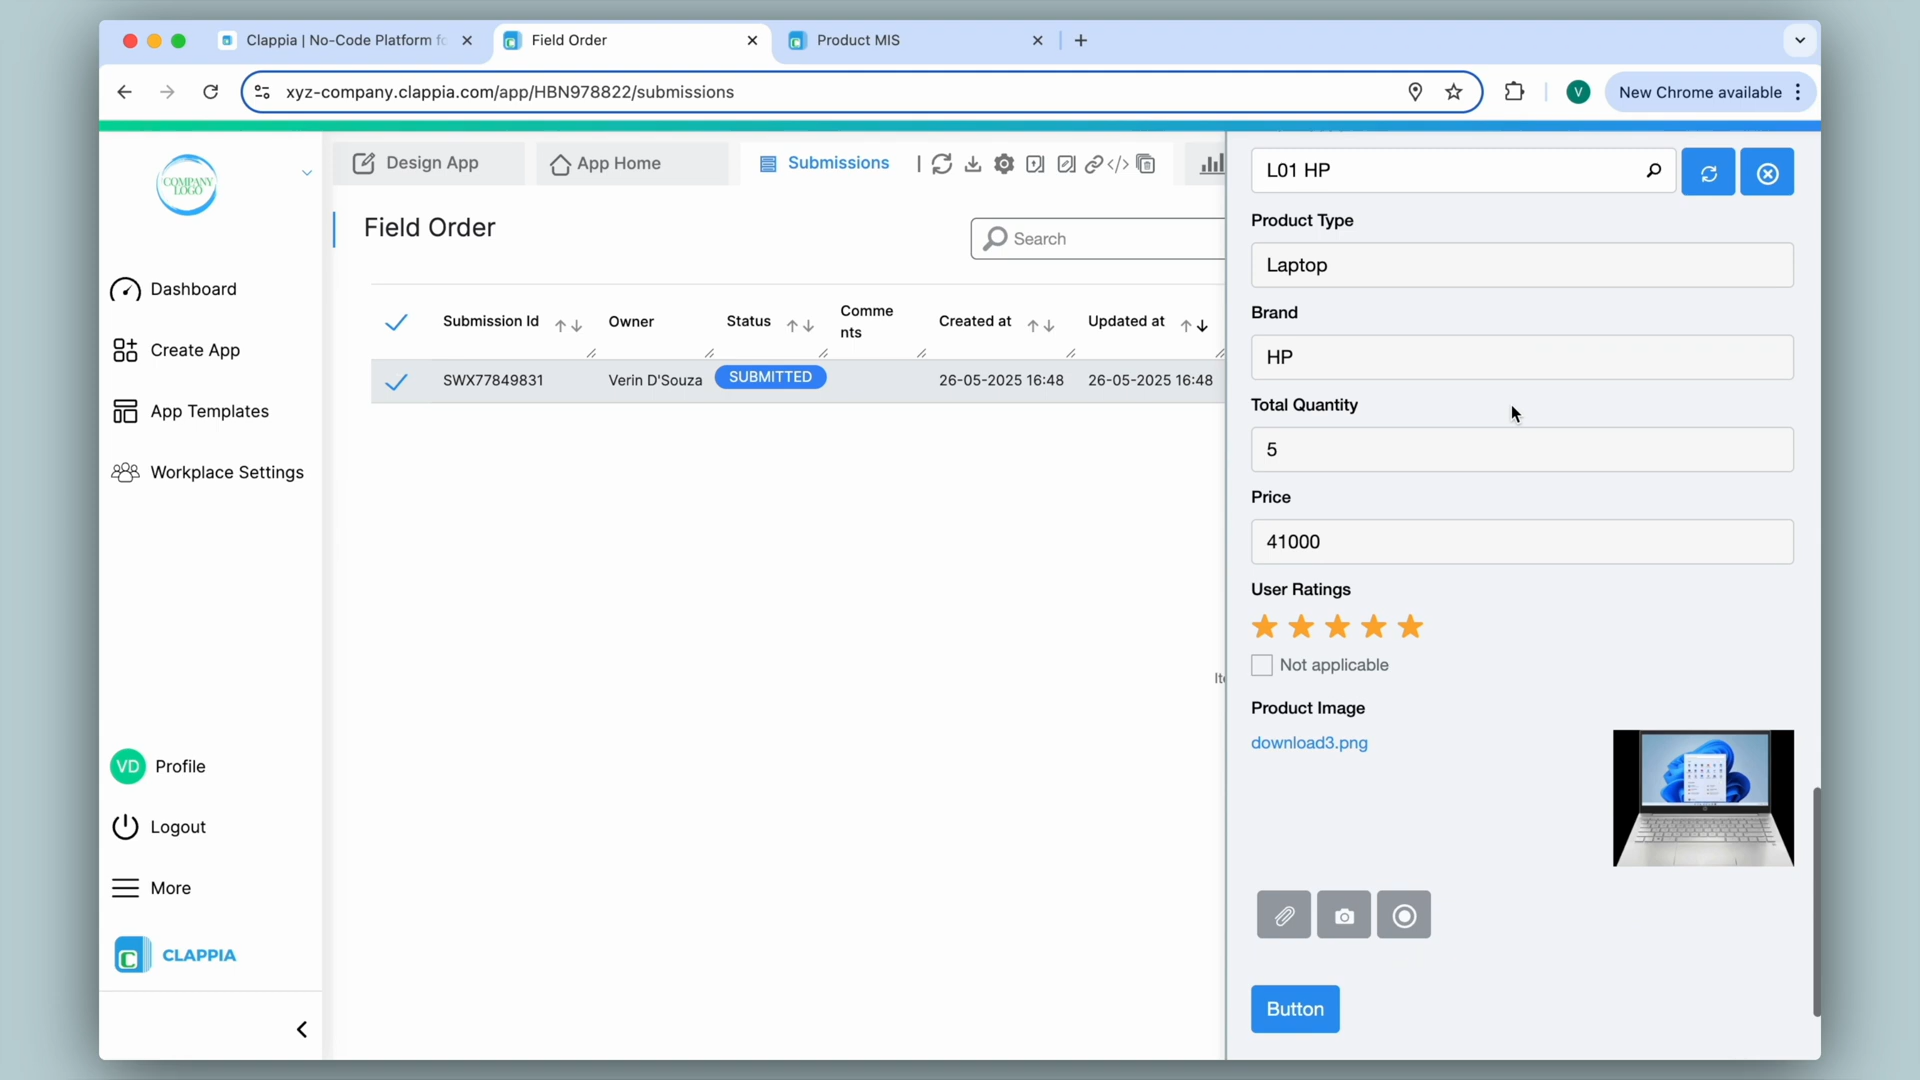 Clappia | No-Code Platform fo
Field Order
Product MIS
xyz-company.clappia.com/app/HBN978822/submissions
V
New Chrome available
COMPANY
LOGO
Design App
App Home
Submissions
L01 HP
Field Order
Search
Product Type
Laptop
Dashboard
Brand
Submission Id
Owner
Status
Comme
nts
Created at
Updated at
HP
Create App
SWX77849831
Verin D'Souza
SUBMITTED
26-05-2025 16:48
26-05-2025 16:48
App Templates
Total Quantity
5
Workplace Settings
Price
41000
User Ratings
Not applicable
Ite
Product Image
download3.png
VD
Profile
Logout
More
CLAPPIA
Button